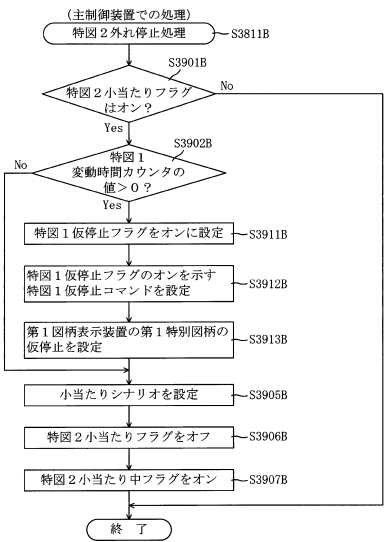 (主制御装置での処理)
特図2外れ停止処理
S3811B
S3901B
特図2小当たりフラグ
はオン?
No
Yes
S3902B
特図1
変動時間カウンタの
値>0?
No
Yes
特図1仮停止フラグをオンに設定
S3911B
特図1仮停止フラグのオンを示す
特図1仮停止コマンドを設定
S3912B
第1図柄表示装置の第1特別図柄の
仮停止を設定
S3913B
小当たりシナリオを設定
S3905B
特図2小当たりフラグをオフ
S3906B
特図2小当たり中フラグをオン
S3907B
終 了